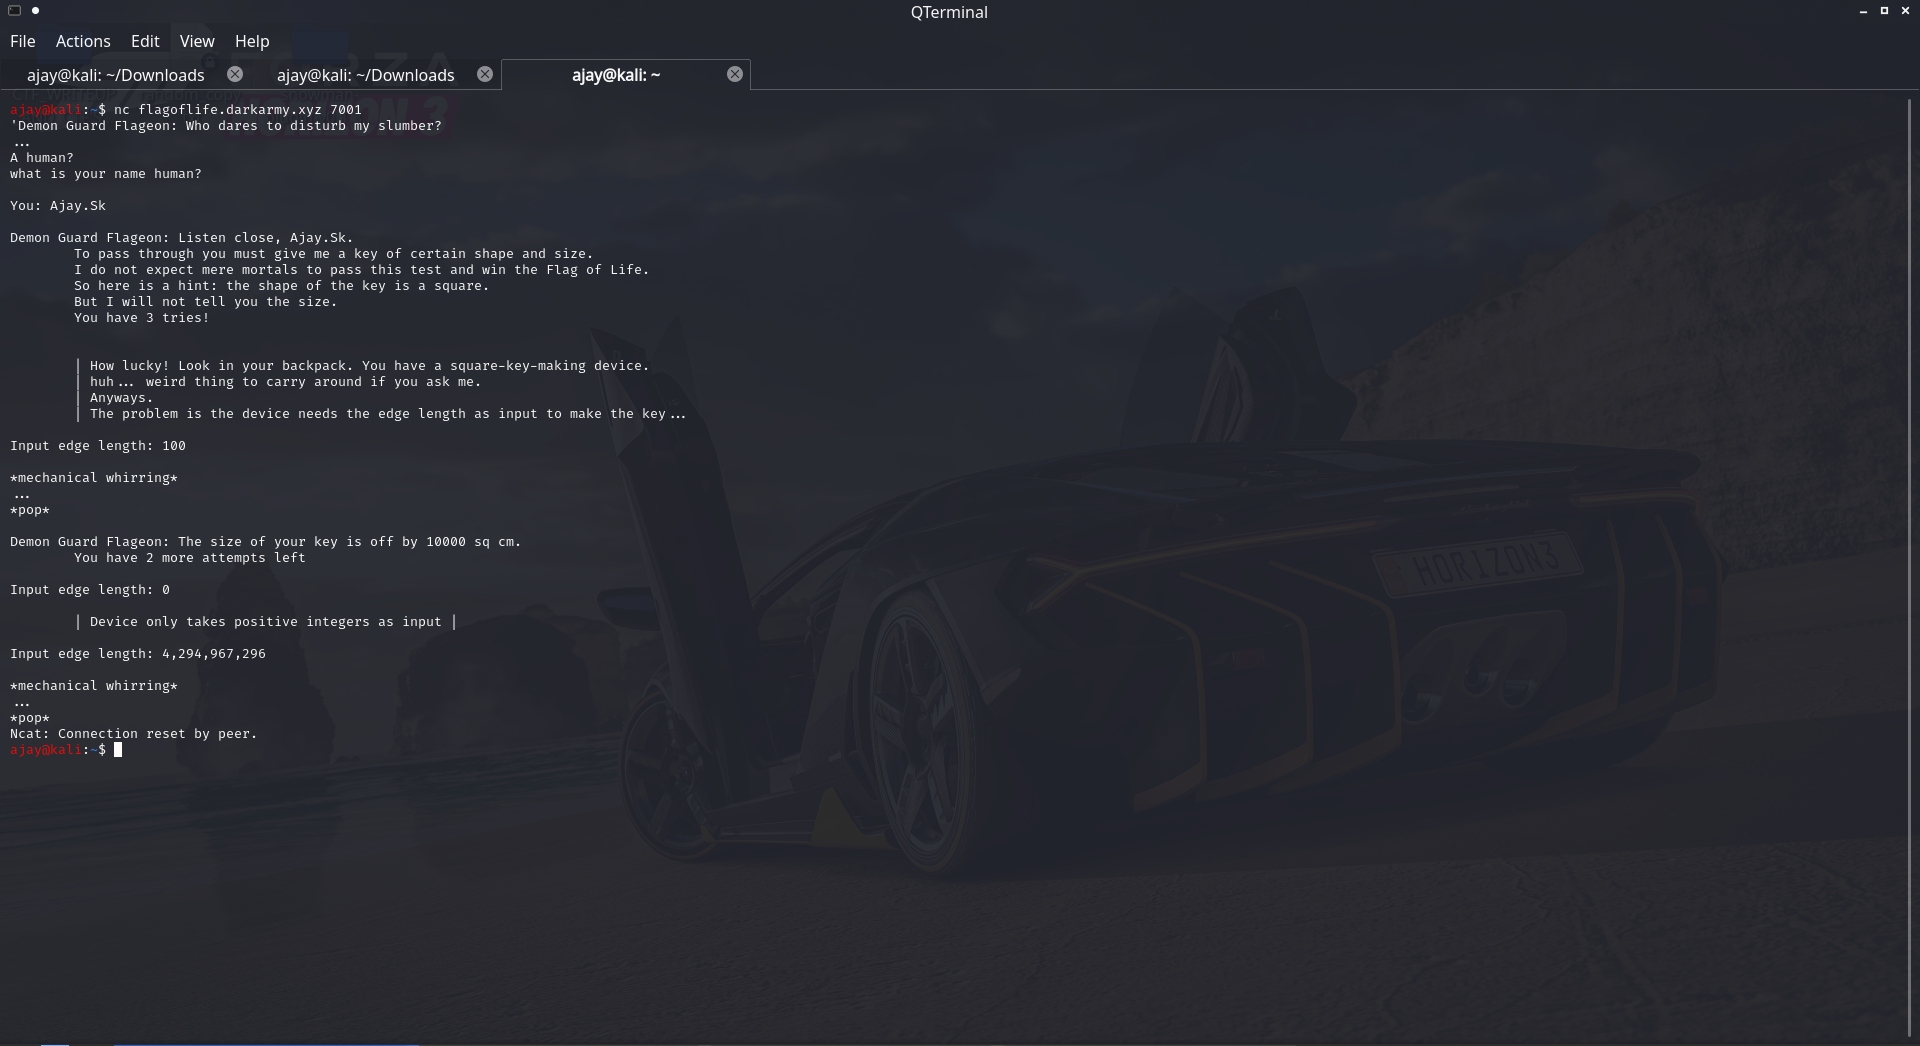 QTerminal
File Actions Edit View Help
ajay@kali: ~/Downloads ajay@kali: ~/Downloads ajay@kali: ~
ajay@kali:~$ nc flagoflife.darkarmy.xyz 7001
'Demon Guard Flageon: Who dares to disturb my slumber?
...
A human?
what is your name human?
You: Ajay.Sk
Demon Guard Flageon: Listen close, Ajay.Sk.
To pass through you must give me a key of certain shape and size.
I do not expect mere mortals to pass this test and win the Flag of Life.
So here is a hint: the shape of the key is a square.
But I will not tell you the size.
You have 3 tries!
| How lucky! Look in your backpack. You have a square-key-making device.
| huh... weird thing to carry around if you ask me.
| Anyways.
| The problem is the device needs the edge length as input to make the key...
Input edge length: 100
*mechanical whirring*
...
*pop*
Demon Guard Flageon: The size of your key is off by 10000 sq cm.
You have 2 more attempts left
Input edge length: 0
| Device only takes positive integers as input |
Input edge length: 4,294,967,296
*mechanical whirring*
...
*pop*
Ncat: Connection reset by peer.
ajay@kali:~$
HORIZON3